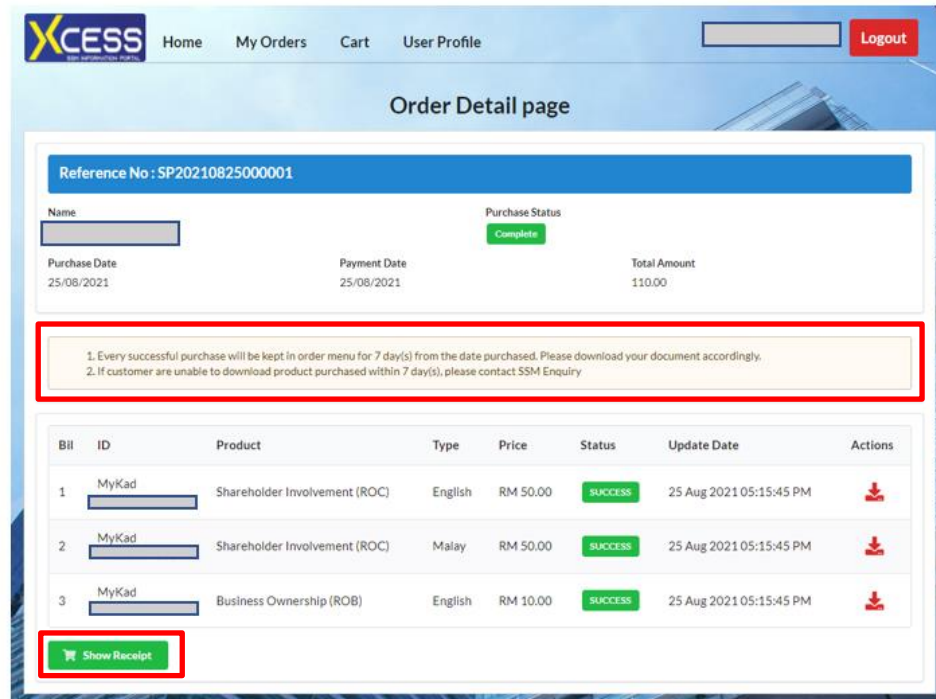 XCESS
SSM INFORMATION PORTAL
Home My Orders Cart User Profile Logout
Order Detail page
Reference No : SP20210825000001
Name Purchase Status
Complete
Purchase Date Payment Date Total Amount
25/08/2021 25/08/2021 110.00
1. Every successful purchase will be kept in order menu for 7 day(s) from the date purchased. Please download your document accordingly.
2. If customer are unable to download product purchased within 7 day(s), please contact SSM Enquiry
Bil ID Product Type Price Status Update Date Actions
1 MyKad Shareholder Involvement (ROC) English RM 50.00 SUCCESS 25 Aug 2021 05:15:45 PM
2 MyKad Shareholder Involvement (ROC) Malay RM 50.00 SUCCESS 25 Aug 2021 05:15:45 PM
3 MyKad Business Ownership (ROB) English RM 10.00 SUCCESS 25 Aug 2021 05:15:45 PM
Show Receipt